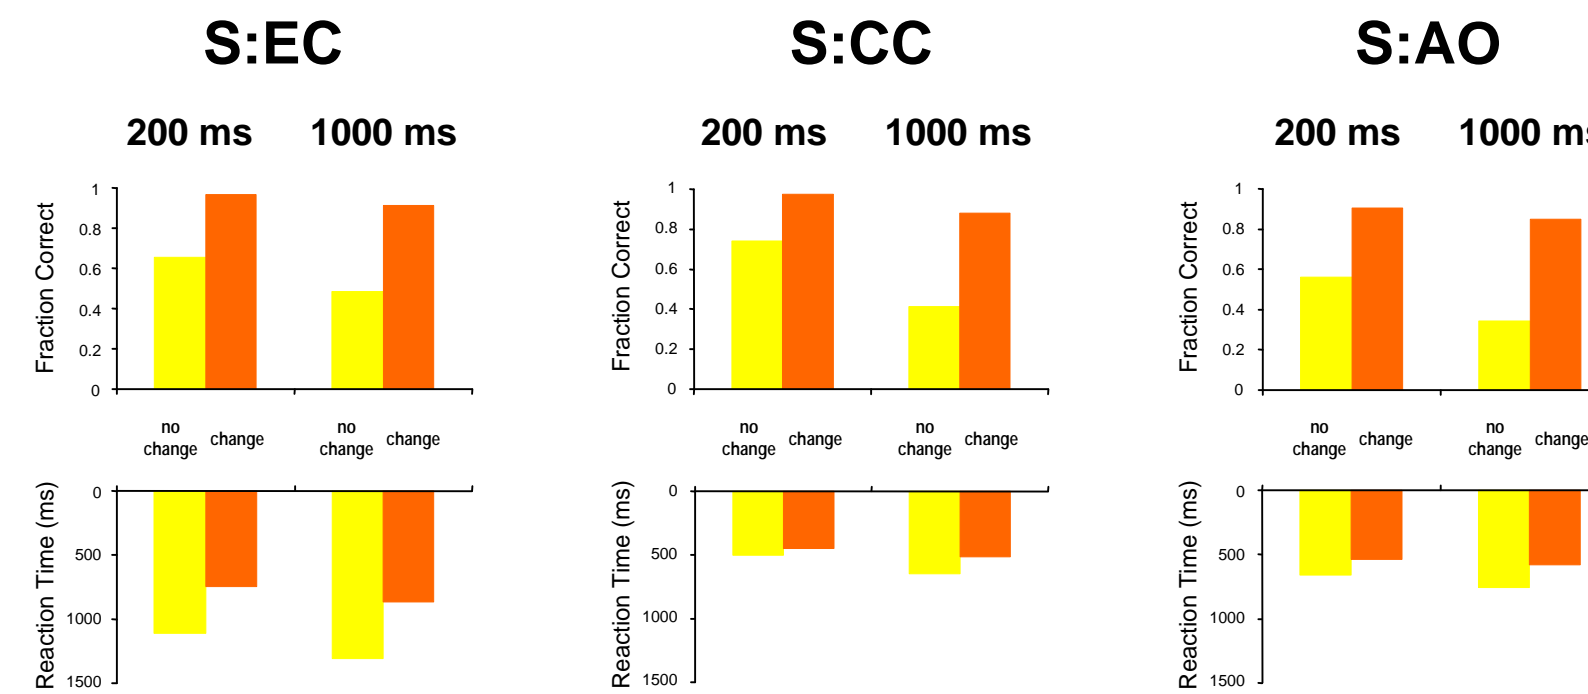 S:EC
S:CC
S:AO
200 ms 1000 ms
200 ms 1000 ms
200 ms 1000 ms
Fraction Correct
1
0.8
0.6
0.4
0.2
0
no change change
no change change
Reaction Time (ms)
0
500
1000
1500
Fraction Correct
1
0.8
0.6
0.4
0.2
0
no change change
no change change
Reaction Time (ms)
0
500
1000
1500
Fraction Correct
1
0.8
0.6
0.4
0.2
0
no change change
no change change
Reaction Time (ms)
0
500
1000
1500